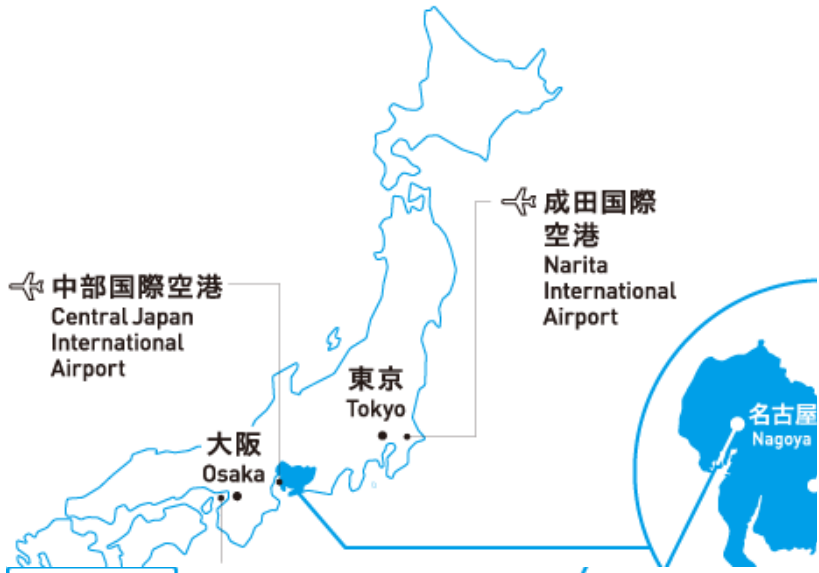 成田国際
空港
Narita
International
Airport
中部国際空港
Central Japan
International
Airport
東京
Tokyo
大阪
Osaka
名古屋
Nagoya